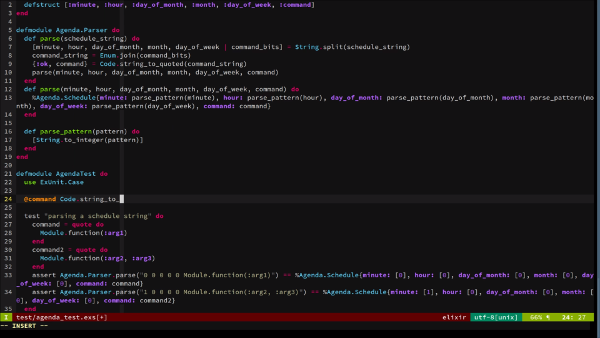 2   defstruct [:minute, :hour, :day_of_month, :month, :day_of_week, :command]
3 end
4
5 defmodule Agenda.Parser do
6   def parse(schedule_string) do
7     [minute, hour, day_of_month, month, day_of_week | command_bits] = String.split(schedule_string)
8     command_string = Enum.join(command_bits)
9     {:ok, command} = Code.string_to_quoted(command_string)
10     parse(minute, hour, day_of_month, month, day_of_week, command)
11   end
12   def parse(minute, hour, day_of_month, month, day_of_week, command) do
13     %Agenda.Schedule{minute: parse_pattern(minute), hour: parse_pattern(hour), day_of_month: parse_pattern(day_of_month), month: parse_pattern(mo
nth), day_of_week: parse_pattern(day_of_week), command: command}
14   end
15
16   def parse_pattern(pattern) do
17     [String.to_integer(pattern)]
18   end
19 end
20
21 defmodule AgendaTest do
22   use ExUnit.Case
23
24   @command Code.string_to_
25
26   test "parsing a schedule string" do
27     command = quote do
28       Module.function(:arg1)
29     end
30     command2 = quote do
31       Module.function(:arg2, :arg3)
32     end
33     assert Agenda.Parser.parse("0 0 0 0 0 Module.function(:arg1)") == %Agenda.Schedule{minute: [0], hour: [0], day_of_month: [0], month: [0], day
_of_week: [0], command: command}
34     assert Agenda.Parser.parse("1 0 0 0 0 Module.function(:arg2, :arg3)") == %Agenda.Schedule{minute: [1], hour: [0], day_of_month: [0], month: [
0], day_of_week: [0], command: command2}
35   end
I test/agenda_test.exs[+] elixir utf-8[unix] 66% ¶ 24: 27
-- INSERT --